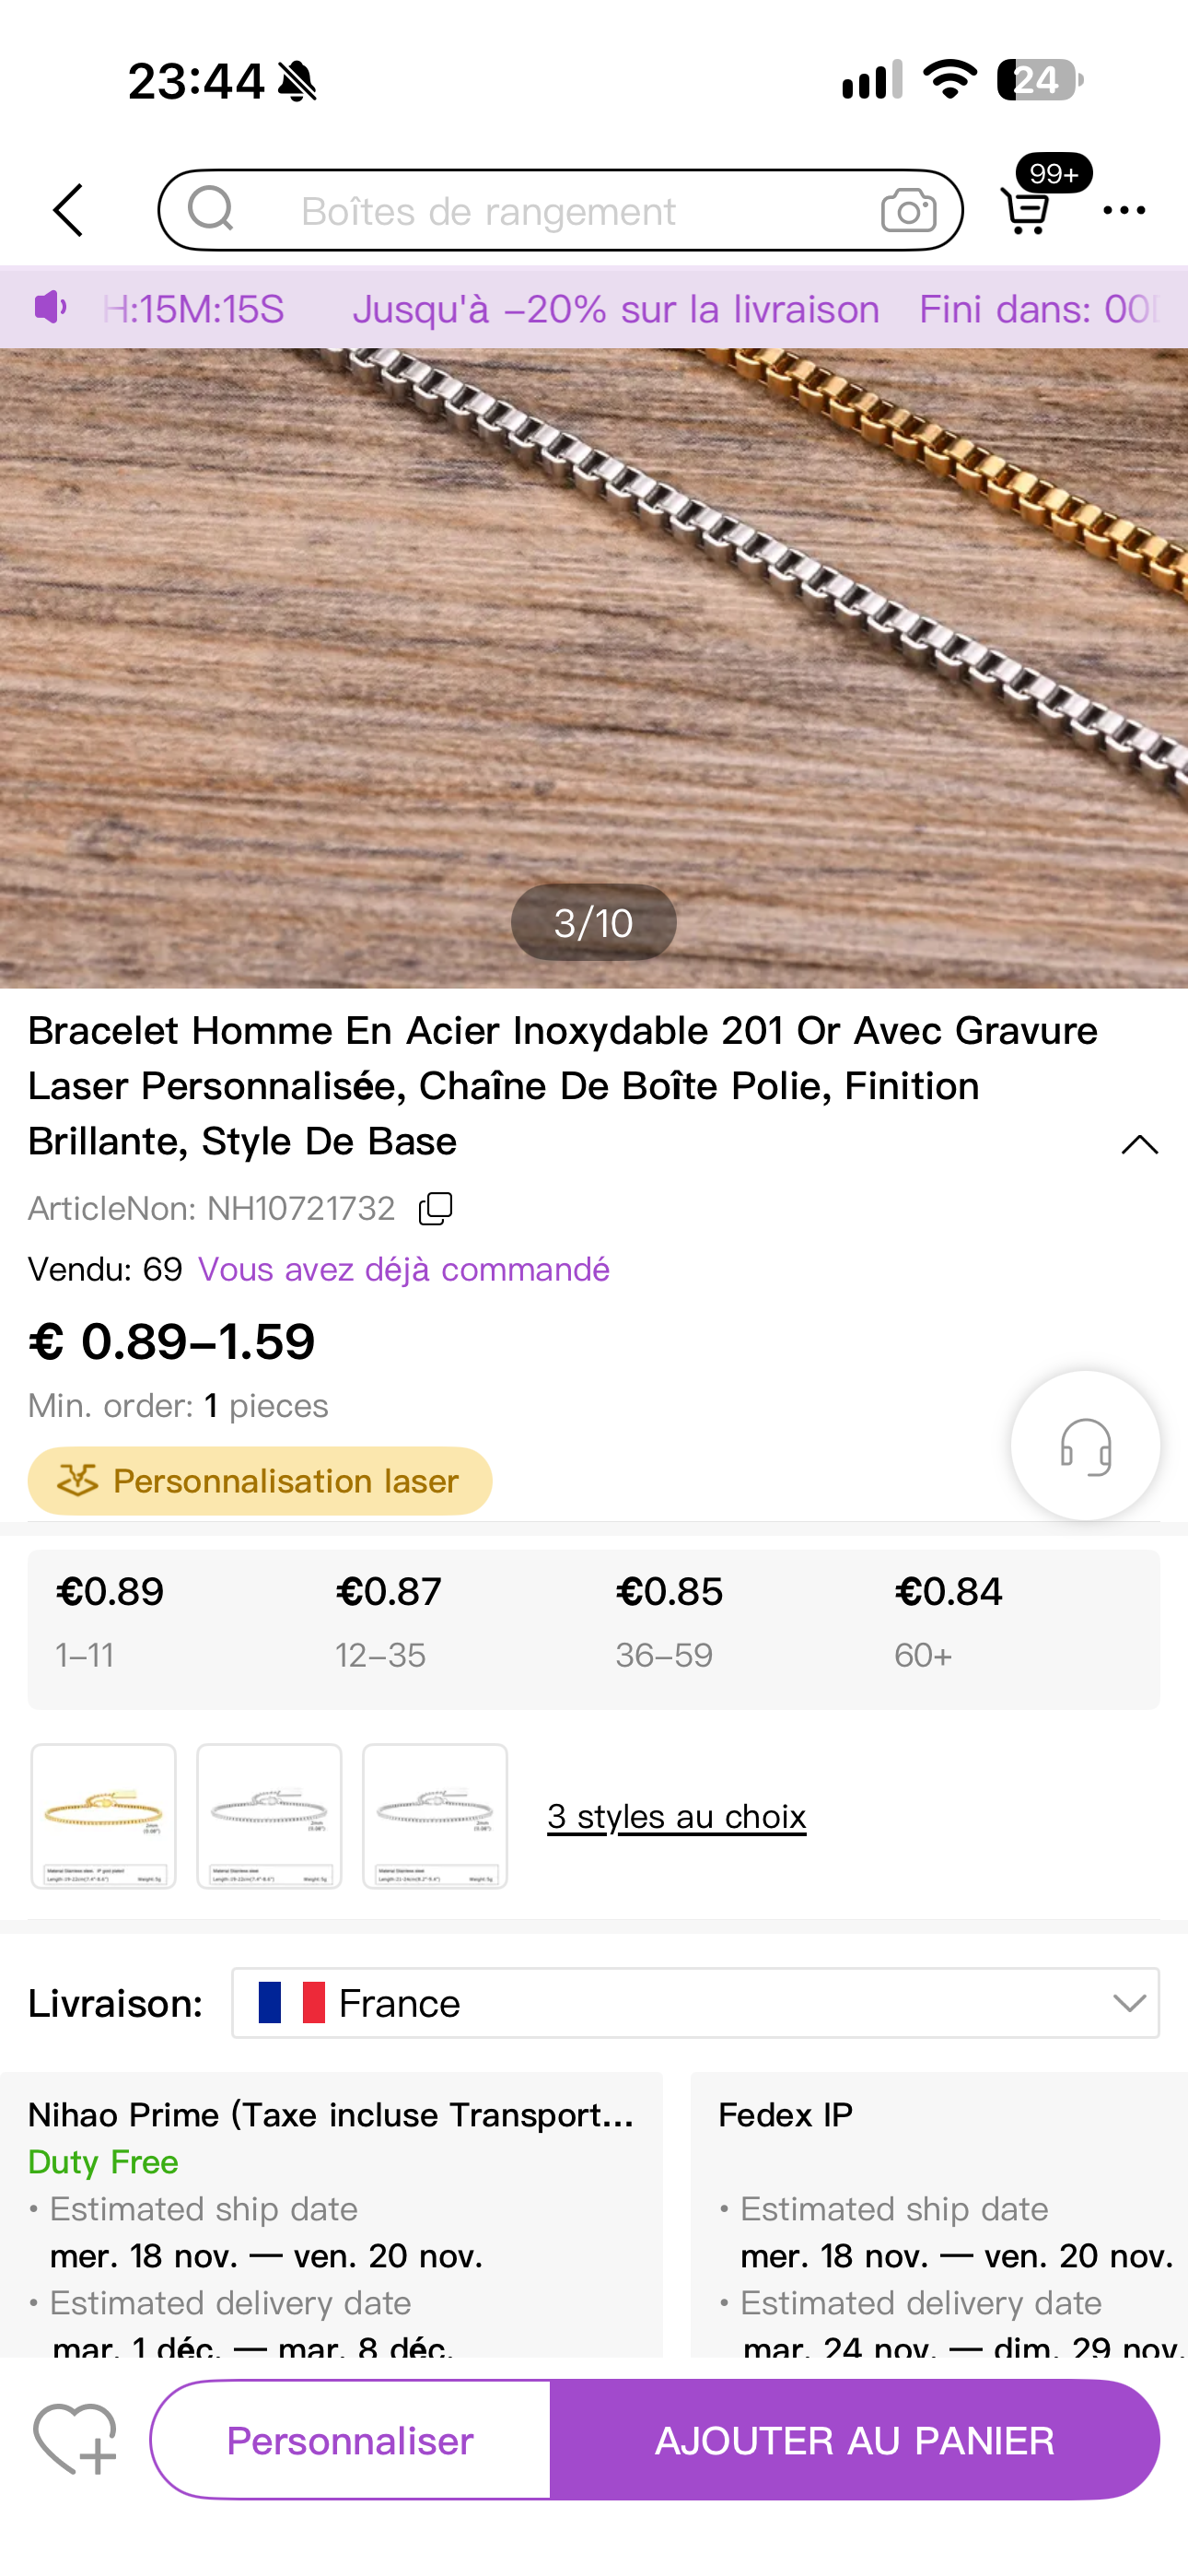 23:44
24
Boîtes de rangement
99+
H:15M:15S Jusqu'à –20% sur la livraison Fini dans: 00
3/10
Bracelet Homme En Acier Inoxydable 201 Or Avec Gravure
Laser Personnalisée, Chaîne De Boîte Polie, Finition
Brillante, Style De Base
ArticleNon: NH10721732
Vendu: 69 Vous avez déjà commandé
€ 0.89–1.59
Min. order: 1 pieces
Personnalisation laser
€0.89 €0.87 €0.85 €0.84
1–11 12–35 36–59 60+
3 styles au choix
Livraison: France
Nihao Prime (Taxe incluse Transport...
Duty Free
• Estimated ship date
mer. 18 nov. — ven. 20 nov.
• Estimated delivery date
mar. 1 déc. — mar. 8 déc.
Fedex IP
• Estimated ship date
mer. 18 nov. — ven. 20 nov.
• Estimated delivery date
mar. 24 nov. — dim. 29 nov.
Personnaliser
AJOUTER AU PANIER